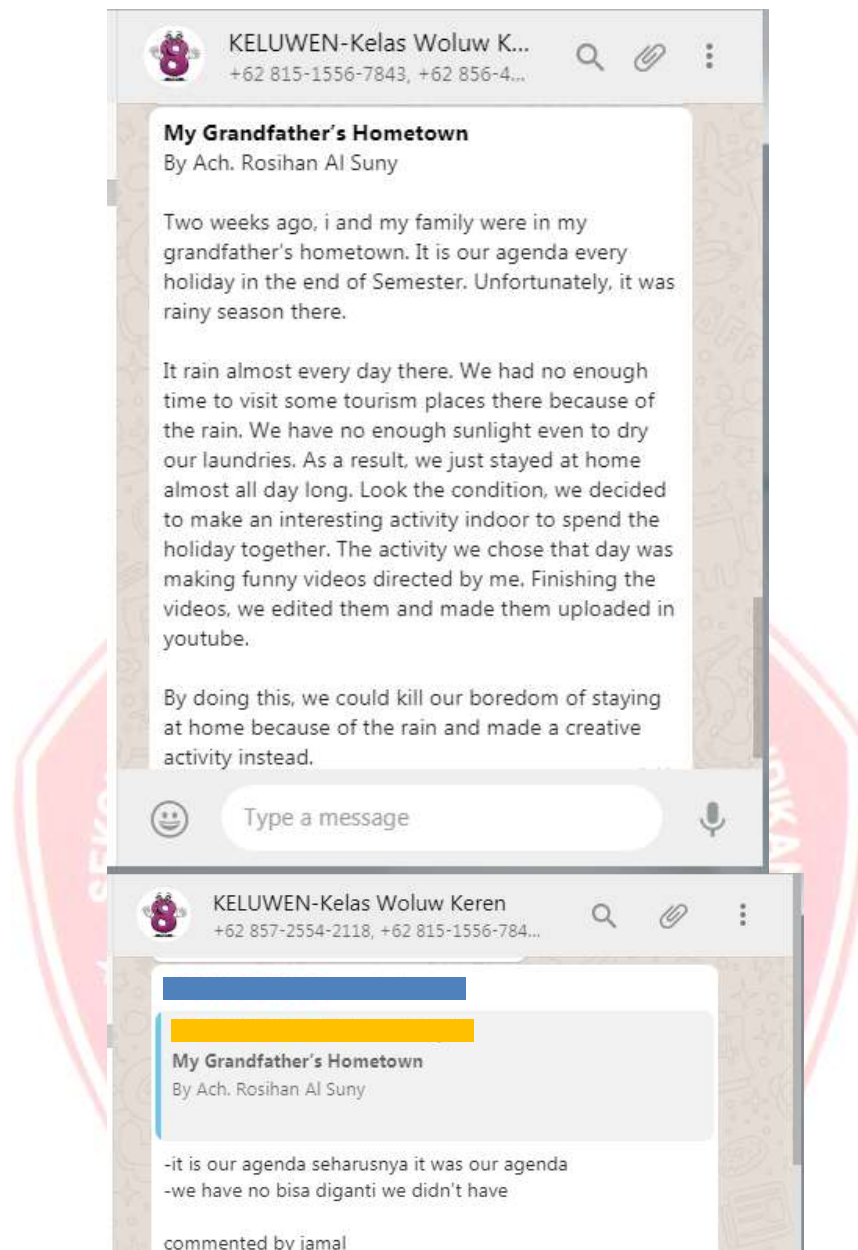 KELUWEN-Kelas Woluw K...
+62 815-1556-7843, +62 856-4...
My Grandfather's Hometown
By Ach. Rosihan Al Suny
Two weeks ago, i and my family were in my
grandfather's hometown. It is our agenda every
holiday in the end of Semester. Unfortunately, it was
rainy season there.
It rain almost every day there. We had no enough
time to visit some tourism places there because of
the rain. We have no enough sunlight even to dry
our laundries. As a result, we just stayed at home
almost all day long. Look the condition, we decided
to make an interesting activity indoor to spend the
holiday together. The activity we chose that day was
making funny videos directed by me. Finishing the
videos, we edited them and made them uploaded in
youtube.
By doing this, we could kill our boredom of staying
at home because of the rain and made a creative
activity instead.
Type a message
KELUWEN-Kelas Woluw Keren
+62 857-2554-2118, +62 815-1556-784...
My Grandfather's Hometown
By Ach. Rosihan Al Suny
-it is our agenda seharusnya it was our agenda
-we have no bisa diganti we didn't have
commented by jamal